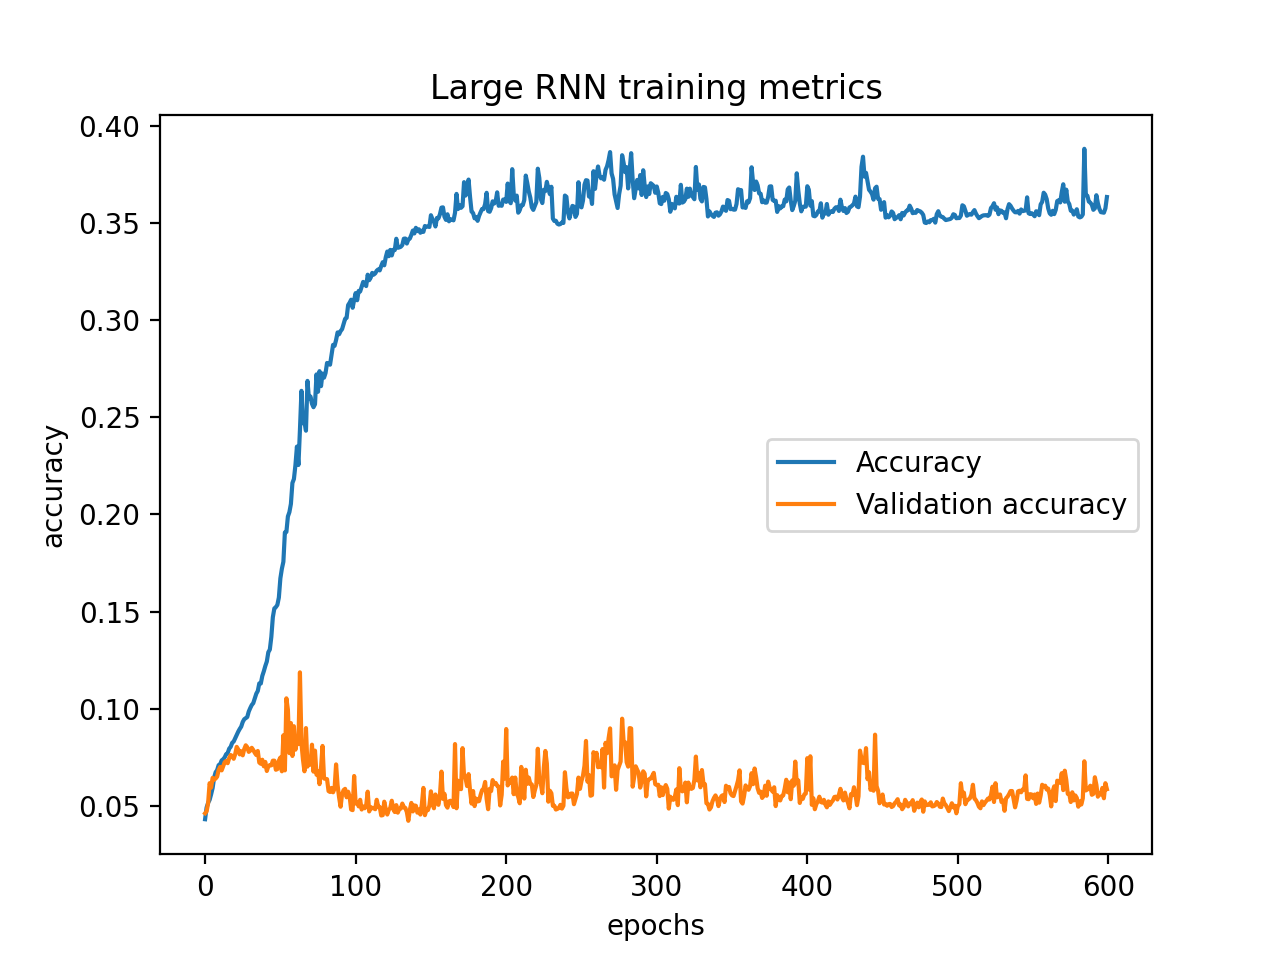 Large RNN training metrics
0.40
0.35
0.30
0.25
0.20
0.15
0.10
0.05
accuracy
Accuracy
Validation accuracy
0 100 200 300 400 500 600
epochs